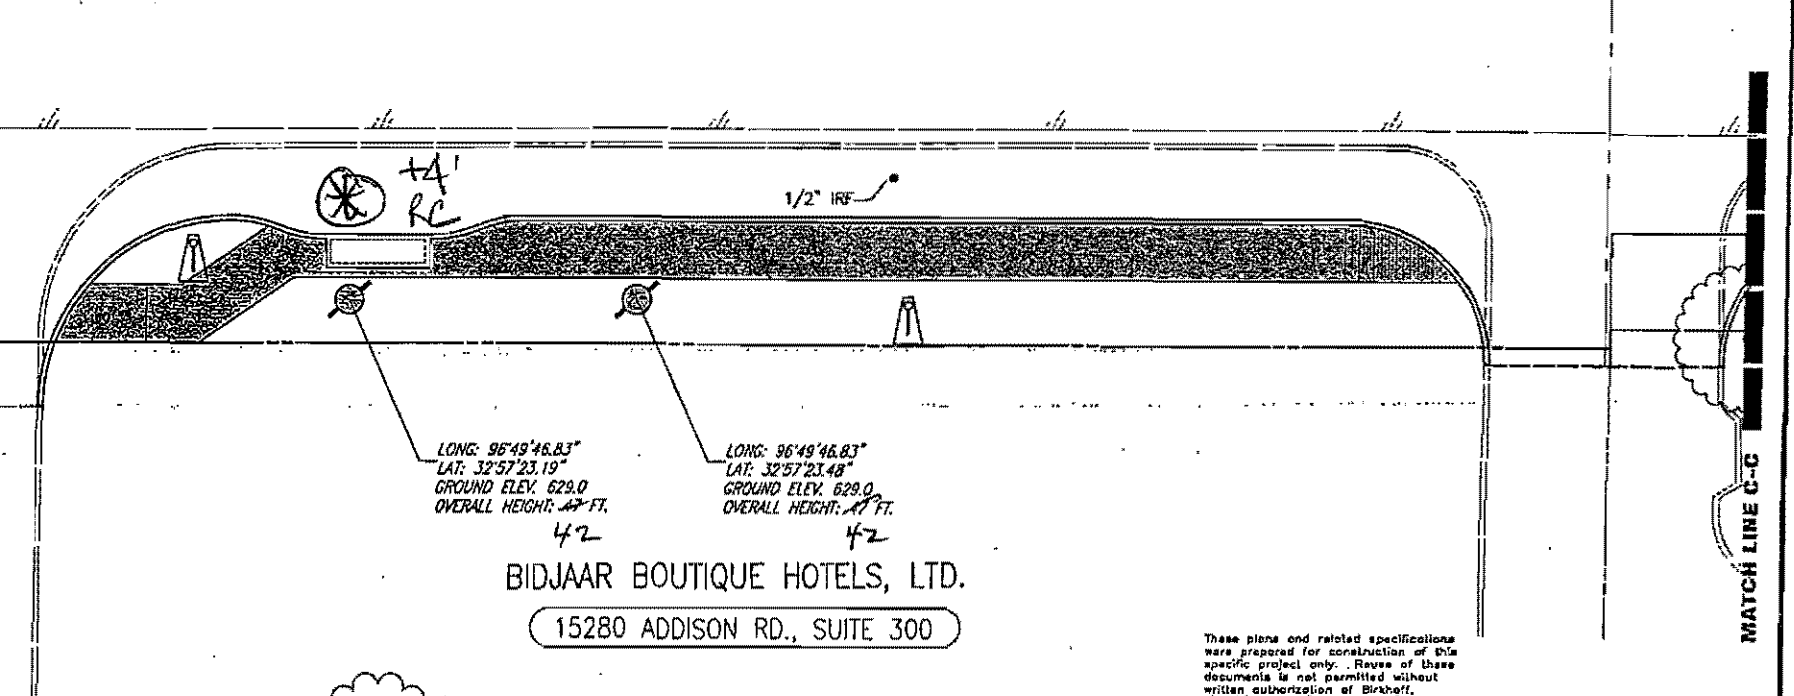 +4'
RC
1/2" IRF
LONG: 96°49'46.83"
LAT: 32°57'23.19"
GROUND ELEV. 629.0
OVERALL HEIGHT: 47 FT.
42
LONG: 96°49'46.83"
LAT: 32°57'23.48"
GROUND ELEV. 629.0
OVERALL HEIGHT: 47 FT.
42
BIDJAAR BOUTIQUE HOTELS, LTD.
15280 ADDISON RD., SUITE 300
MATCH LINE C-C
These plans and related specifications
were prepared for construction of this
specific project only. Reuse of these
documents is not permitted without
written authorization of Birkhoff,